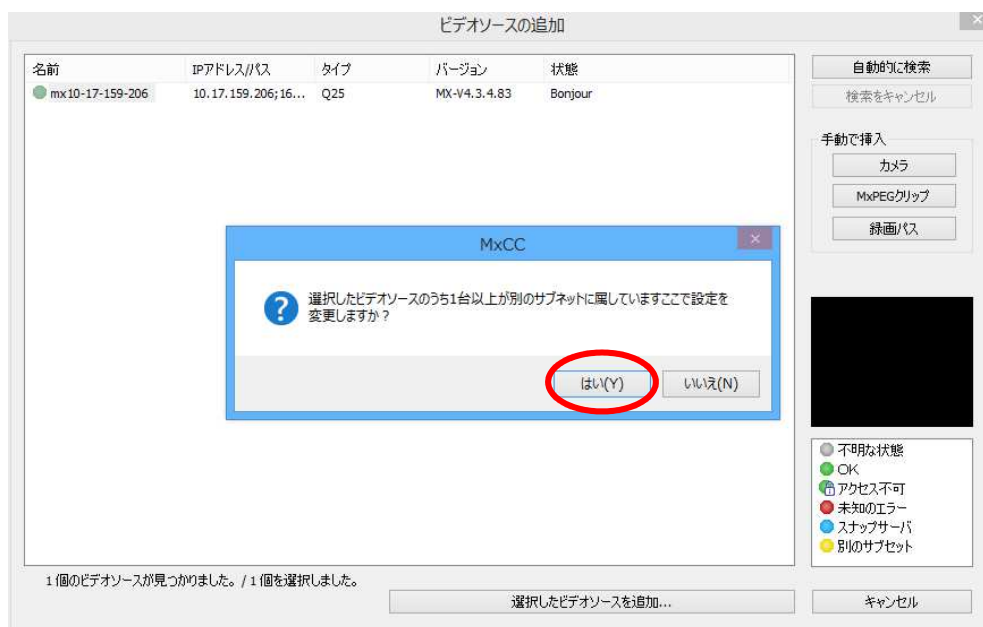 ビデオソースの追加
名前 IPアドレス/パス タイプ バージョン 状態
mx10-17-159-206 10.17.159.206;16... Q25 MX-V4.3.4.83 Bonjour
自動的に検索
検索をキャンセル
手動で挿入
カメラ
MxPEGクリップ
録画パス
MxCC
選択したビデオソースのうち1台以上が別のサブネットに属していますここで設定を
変更しますか？
はい(Y) いいえ(N)
不明な状態
OK
アクセス不可
未知のエラー
スナップサーバ
別のサブセット
1個のビデオソースが見つかりました。/1個を選択しました。
選択したビデオソースを追加... キャンセル